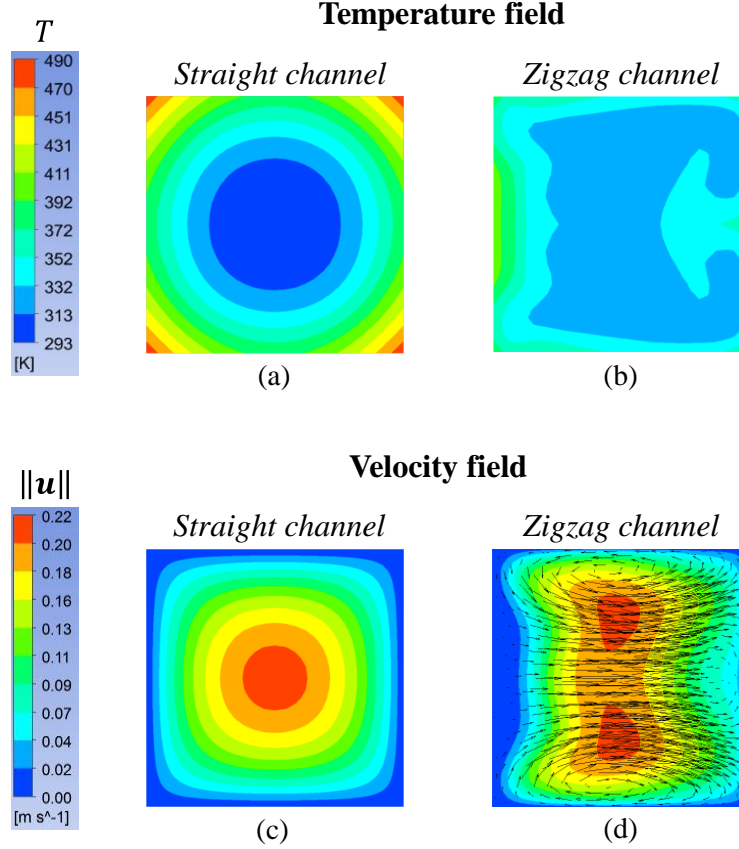 Temperature field
T
Straight channel
Zigzag channel
490
470
451
431
411
392
372
352
332
313
293
[K]
(a)
(b)
Velocity field
‖u‖
Straight channel
Zigzag channel
0.22
0.20
0.18
0.16
0.13
0.11
0.09
0.07
0.04
0.02
0.00
[m s^-1]
(c)
(d)